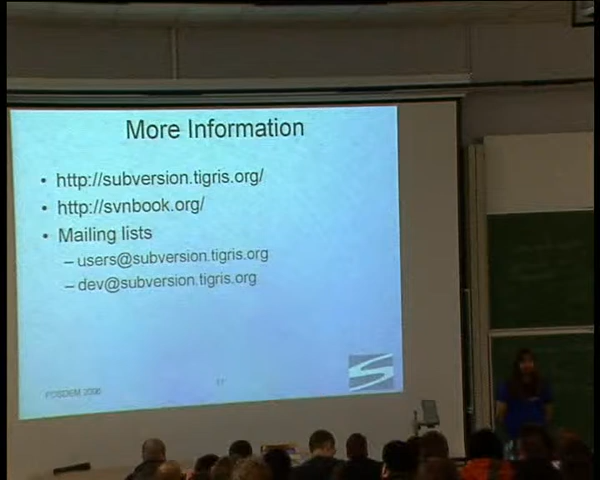 More Information
• http://subversion.tigris.org/
• http://svnbook.org/
• Mailing lists
– users@subversion.tigris.org
– dev@subversion.tigris.org
FOSDEM 2006